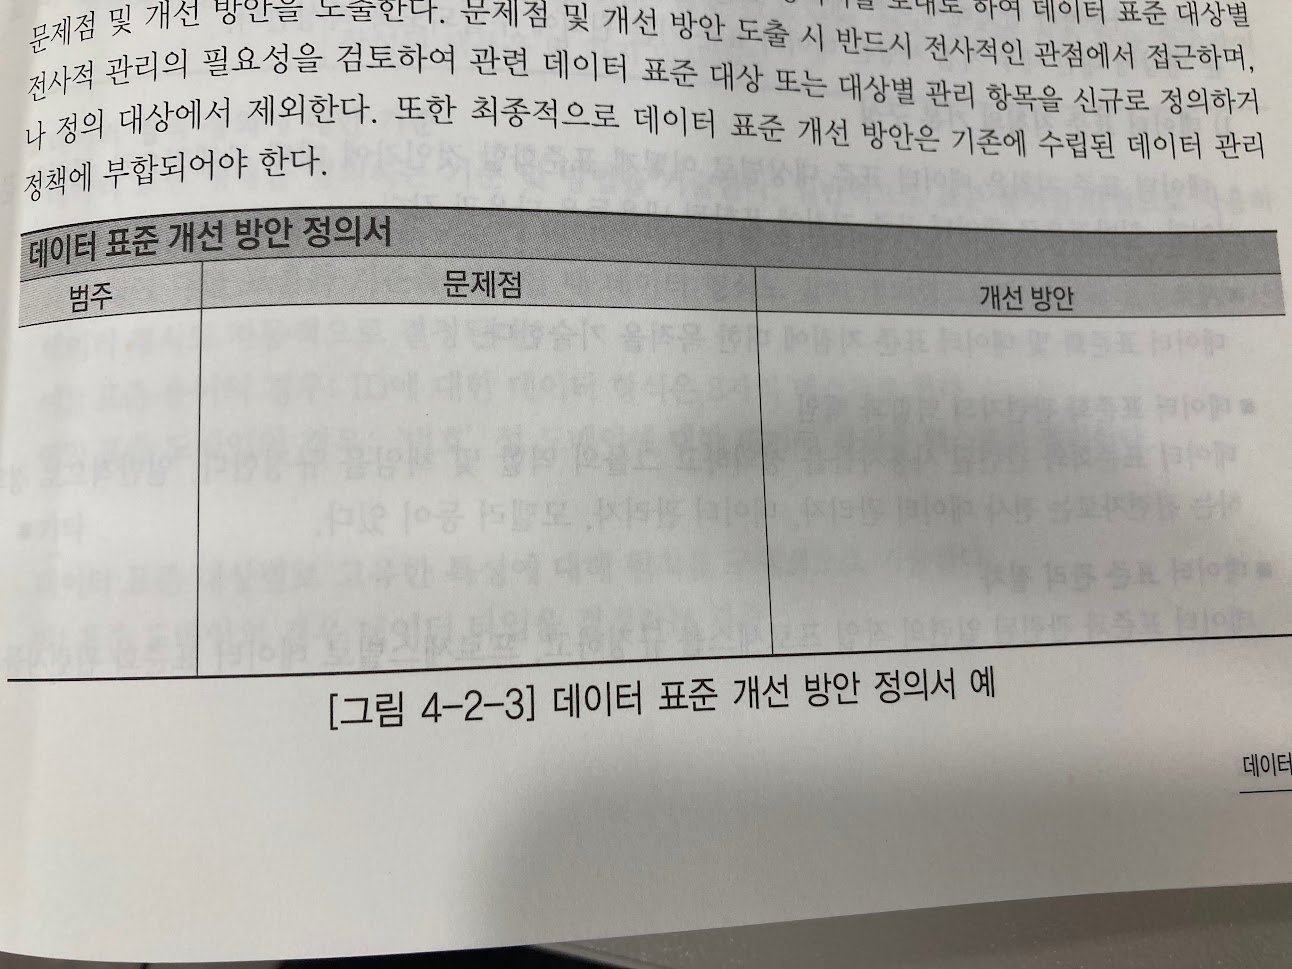 토대로 하여 데이터 표준 대상별
문제점 및 개선 방안을 도출한다. 문제점 및 개선 방안 도출 시 반드시 전사적인 관점에서 접근하며,
전사적 관리의 필요성을 검토하여 관련 데이터 표준 대상 또는 대상별 관리 항목을 신규로 정의하거
나 정의 대상에서 제외한다. 또한 최종적으로 데이터 표준 개선 방안은 기존에 수립된 데이터 관리
정책에 부합되어야 한다.
데이터 표준 개선 방안 정의서
범주 문제점 개선 방안
[그림 4-2-3] 데이터 표준 개선 방안 정의서 예
데이터